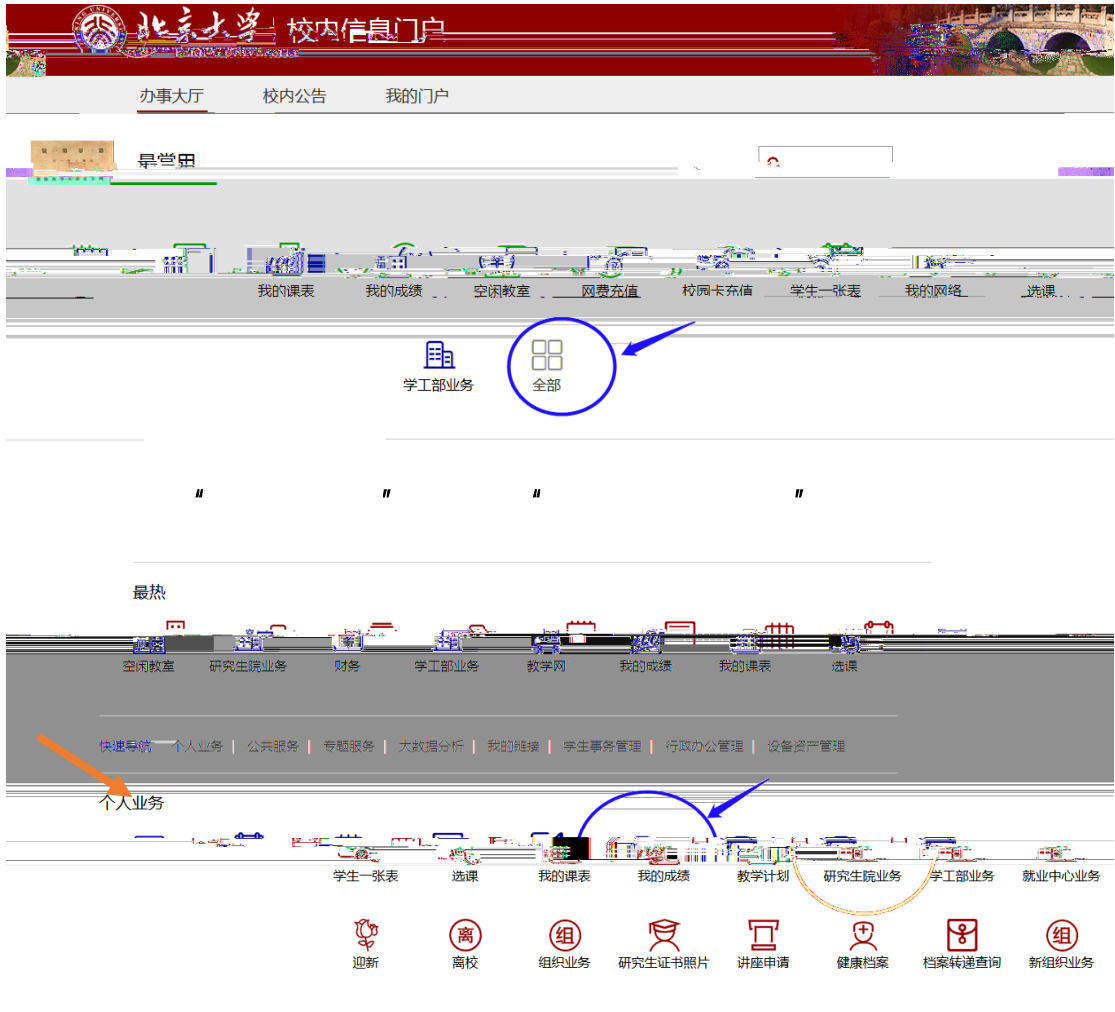 北京大学 校内信息门户
办事大厅 校内公告 我的门户
最常用
我的课表 我的成绩 空闲教室 网费充值 校园卡充值 学生一张表 我的网络 选课
学工部业务 全部
“ ” “ ”
最热
空闲教室 研究生院业务 财务 学工部业务 教学网 我的成绩 我的课表 选课
快速导航 个人业务 | 公共服务 | 专题服务 | 大数据分析 | 我的链接 | 学生事务管理 | 行政办公管理 | 设备资产管理
个人业务
学生一张表 选课 我的课表 我的成绩 教学计划 研究生院业务 学工部业务 就业中心业务
离 组 组
迎新 离校 组织业务 研究生证书照片 讲座申请 健康档案 档案转递查询 新组织业务